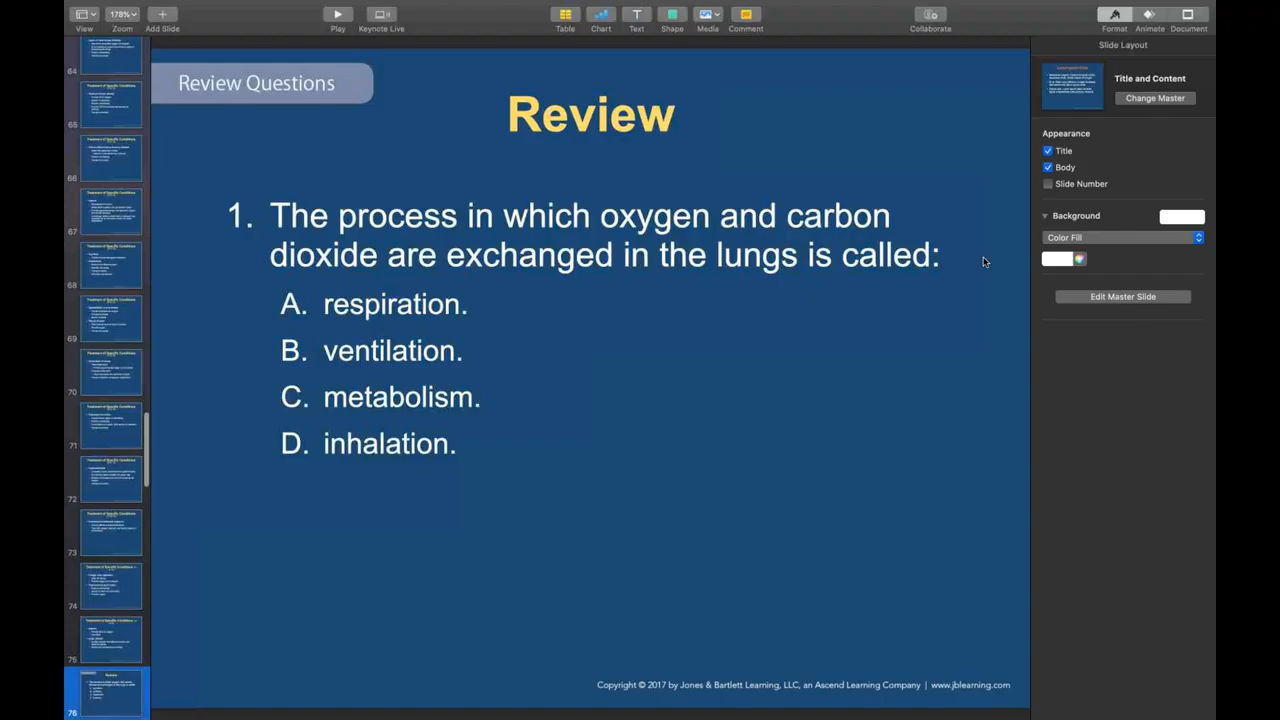 178%
View
Zoom
Add Slide
Play
Keynote Live
Table
Chart
Text
Shape
Media
Comment
Collaborate
Format
Animate
Document
Slide Layout
Title and Content
Change Master
Appearance
Title
Body
Slide Number
Background
Color Fill
Edit Master Slide
64
65
66
67
68
69
70
71
72
73
74
75
76
Review Questions
Review
1. The process in which oxygen and carbon
dioxide are exchanged in the lungs is called:
A. respiration.
B. ventilation.
C. metabolism.
D. inhalation.
Copyright © 2017 by Jones & Bartlett Learning, LLC, an Ascend Learning Company | www.jblearning.com